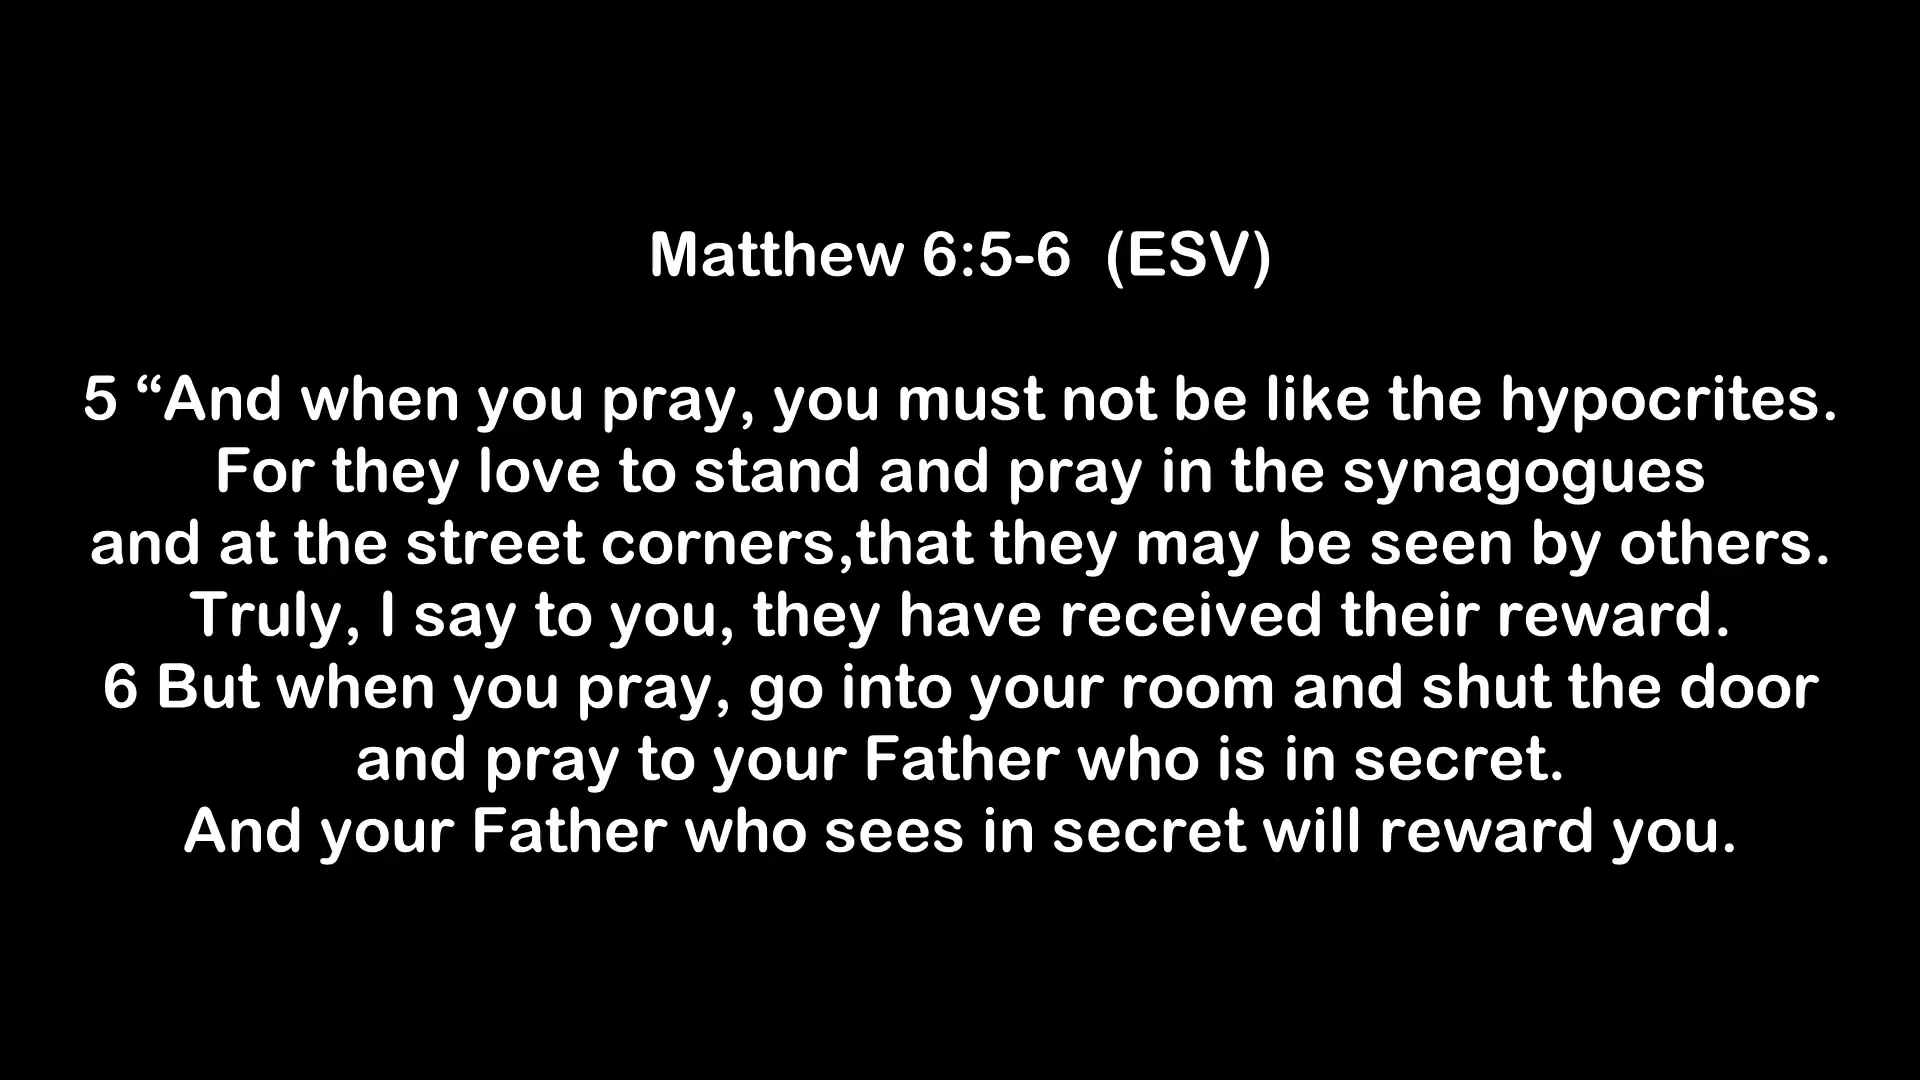 Matthew 6:5-6  (ESV)
5 “And when you pray, you must not be like the hypocrites.
For they love to stand and pray in the synagogues
and at the street corners,that they may be seen by others.
Truly, I say to you, they have received their reward.
6 But when you pray, go into your room and shut the door
and pray to your Father who is in secret.
And your Father who sees in secret will reward you.